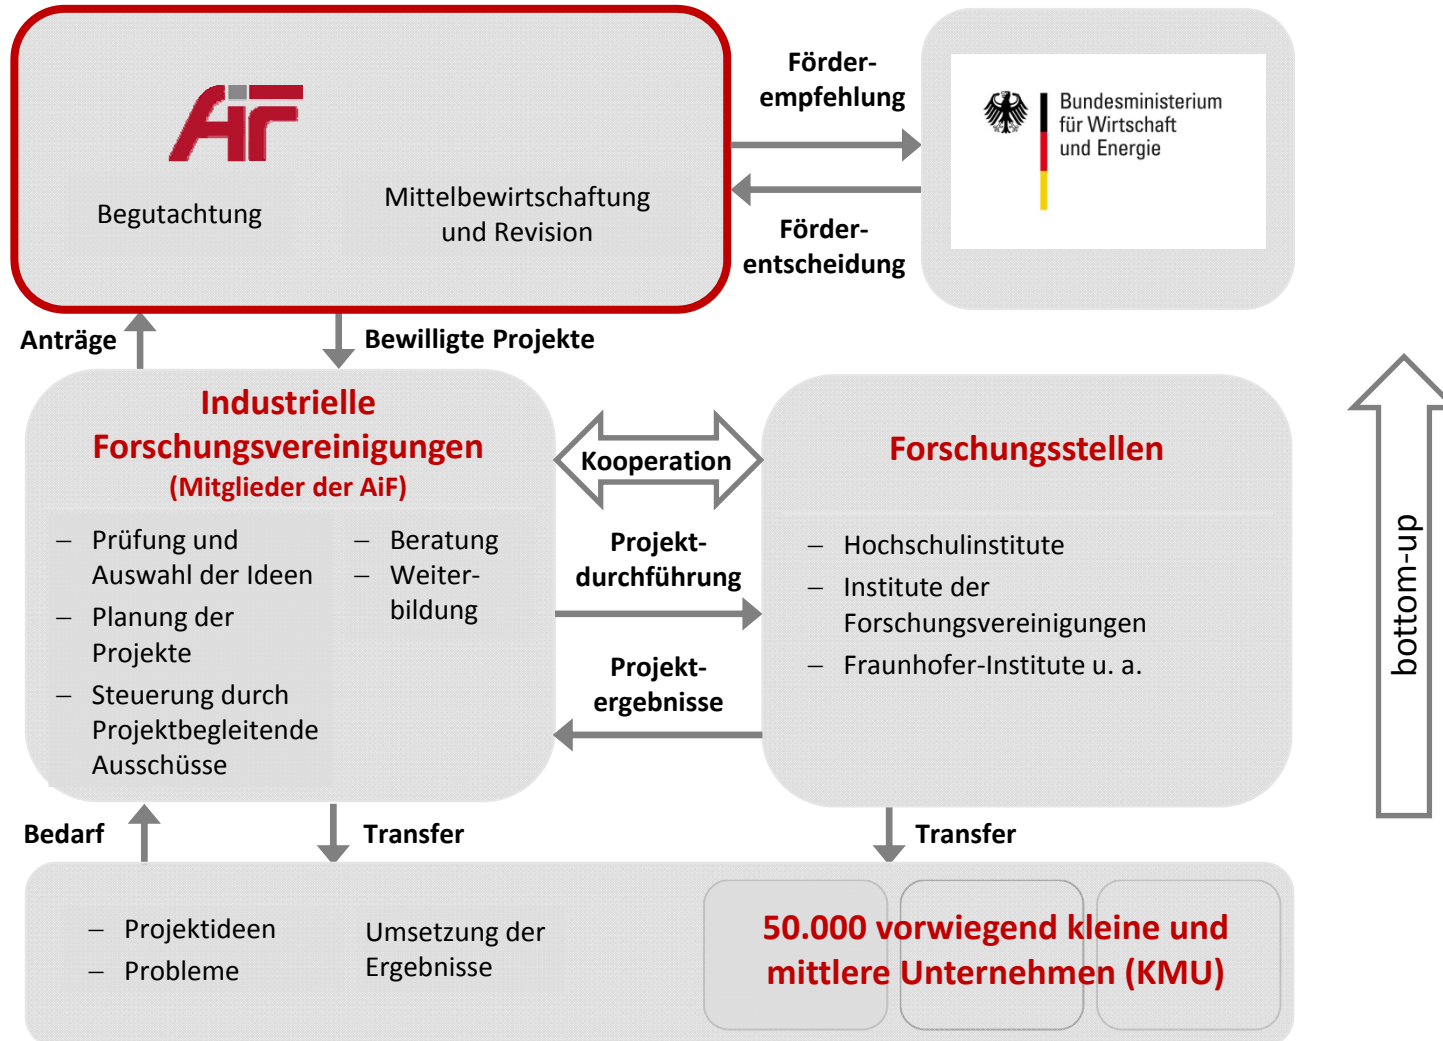 AiF
Begutachtung
Mittelbewirtschaftung
und Revision
Förder-
empfehlung
Förder-
entscheidung
Bundesministerium
für Wirtschaft
und Energie
Anträge
Bewilligte Projekte
Industrielle
Forschungsvereinigungen
(Mitglieder der AiF)
– Prüfung und
Auswahl der Ideen
– Planung der
Projekte
– Steuerung durch
Projektbegleitende
Ausschüsse
– Beratung
– Weiter-
bildung
Kooperation
Projekt-
durchführung
Projekt-
ergebnisse
Forschungsstellen
– Hochschulinstitute
– Institute der
Forschungsvereinigungen
– Fraunhofer-Institute u. a.
bottom-up
Bedarf
Transfer
Transfer
– Projektideen
– Probleme
Umsetzung der
Ergebnisse
50.000 vorwiegend kleine und
mittlere Unternehmen (KMU)